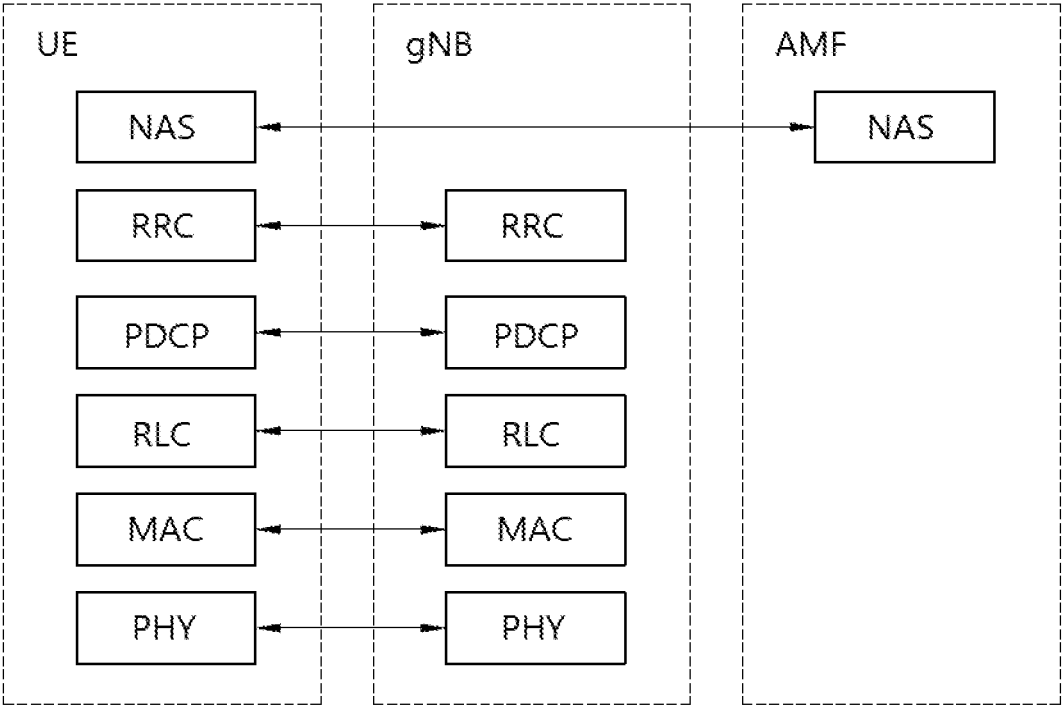 UE gNB AMF
NAS NAS
RRC RRC
PDCP PDCP
RLC RLC
MAC MAC
PHY PHY